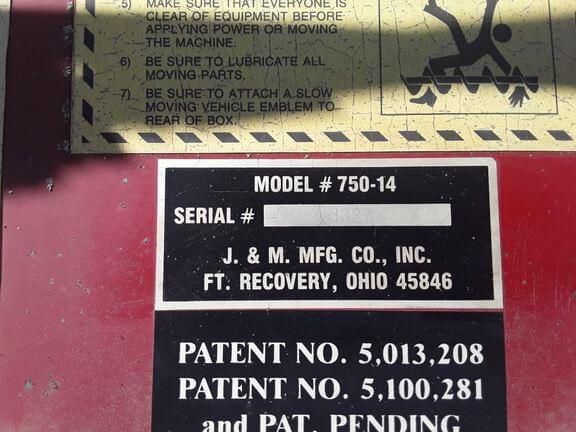 5) MAKE SURE THAT EVERYONE IS
CLEAR OF EQUIPMENT BEFORE
APPLYING POWER OR MOVING
THE MACHINE.
6) BE SURE TO LUBRICATE ALL
MOVING PARTS.
7) BE SURE TO ATTACH A SLOW
MOVING VEHICLE EMBLEM TO
REAR OF BOX.
MODEL # 750-14
SERIAL #
J. & M. MFG. CO., INC.
FT. RECOVERY, OHIO 45846
PATENT NO. 5,013,208
PATENT NO. 5,100,281
and PAT. PENDING